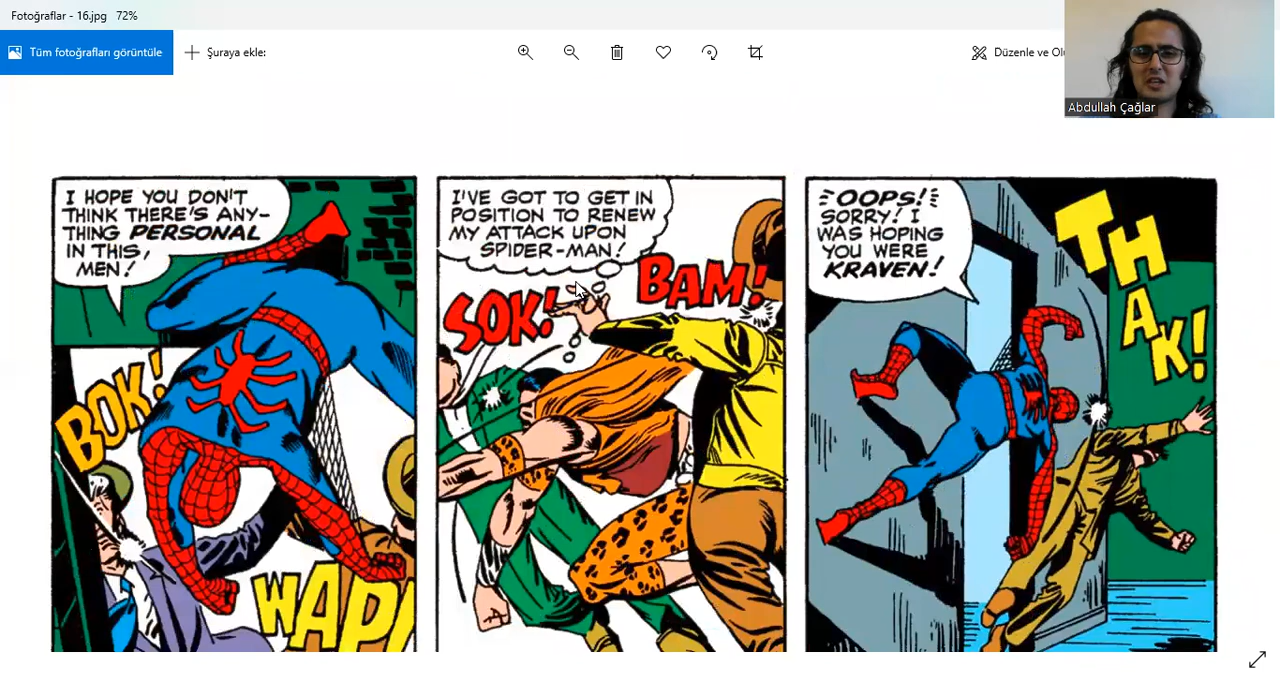 Fotoğraflar - 16.jpg 72%
Tüm fotoğrafları görüntüle
Şuraya ekle:
Düzenle ve Olu
Abdullah Çağlar
I HOPE YOU DON'T
THINK THERE'S ANY-
THING PERSONAL
IN THIS,
MEN!
BOK!
WAP!
I'VE GOT TO GET IN
POSITION TO RENEW
MY ATTACK UPON
SPIDER-MAN!
SOK!
BAM!
OOPS!
SORRY! I
WAS HOPING
YOU WERE
KRAVEN!
THAK!